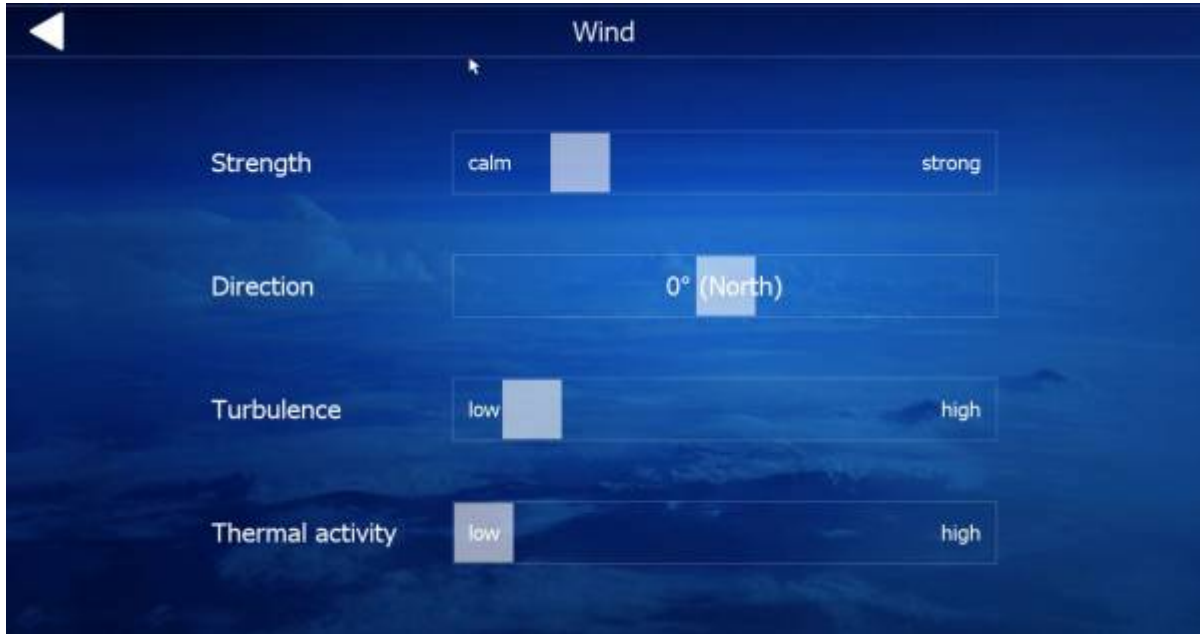 Wind
Strength calm strong
Direction 0° (North)
Turbulence low high
Thermal activity low high